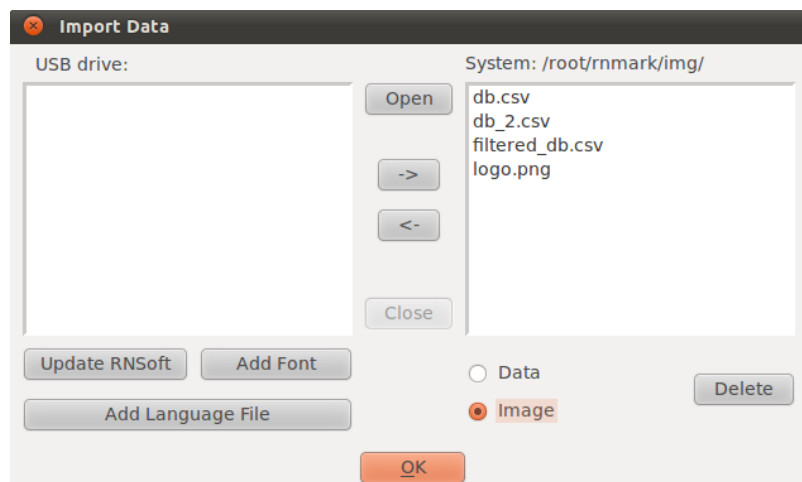 Import Data
USB drive:
System: /root/rnmark/img/
Open
->
<-
Close
db.csv
db_2.csv
filtered_db.csv
logo.png
Update RNSoft
Add Font
Add Language File
Data
Image
Delete
OK